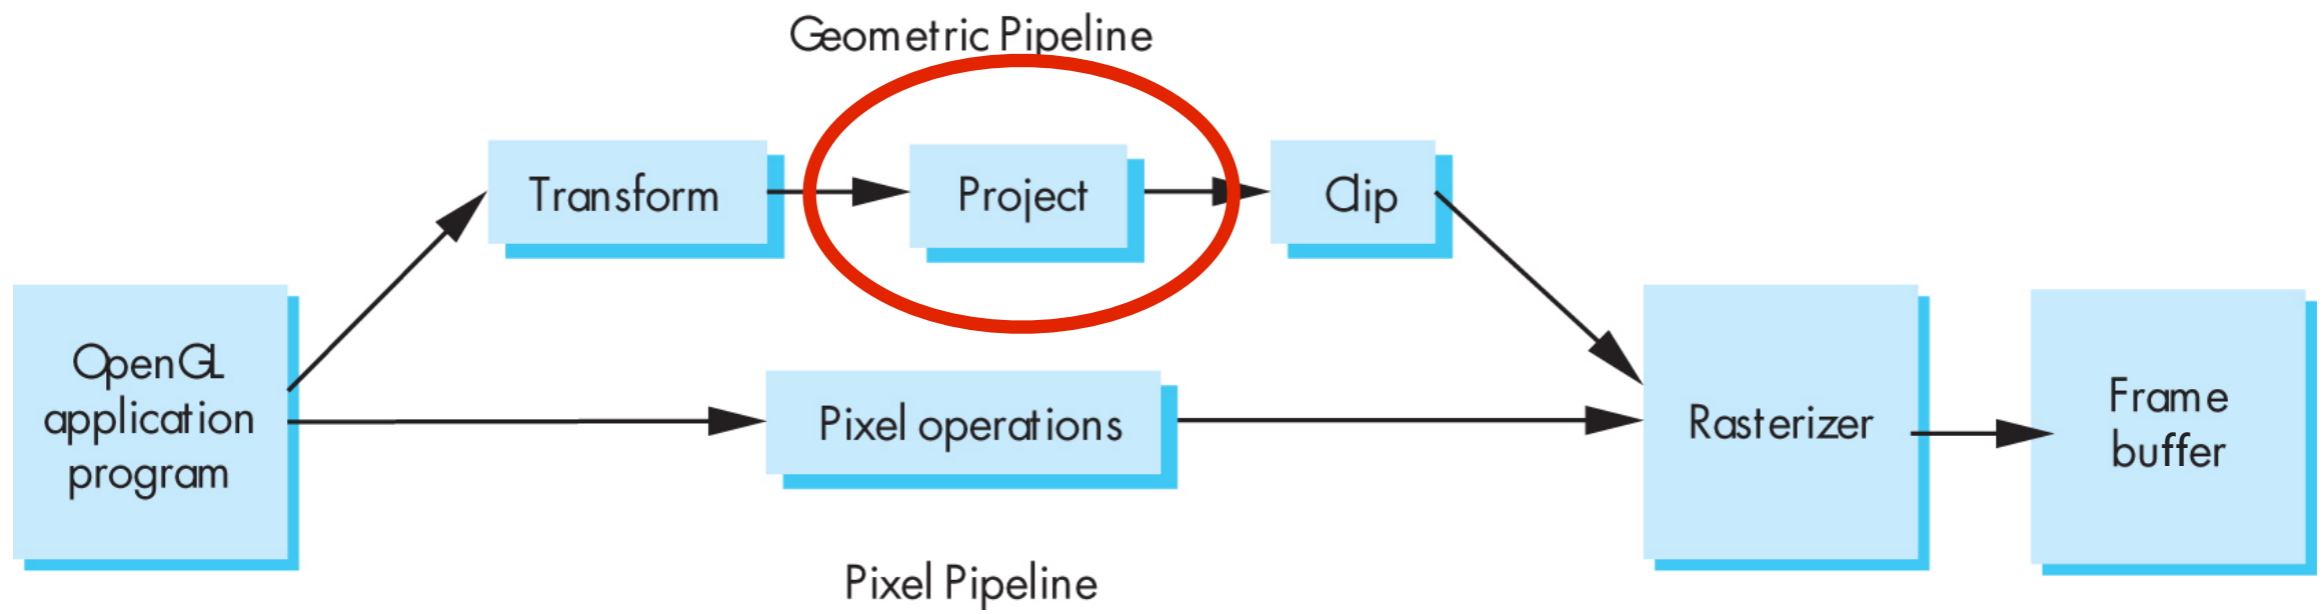 Geometric Pipeline
Transform
Project
Clip
OpenGL
application
program
Pixel operations
Rasterizer
Frame
buffer
Pixel Pipeline